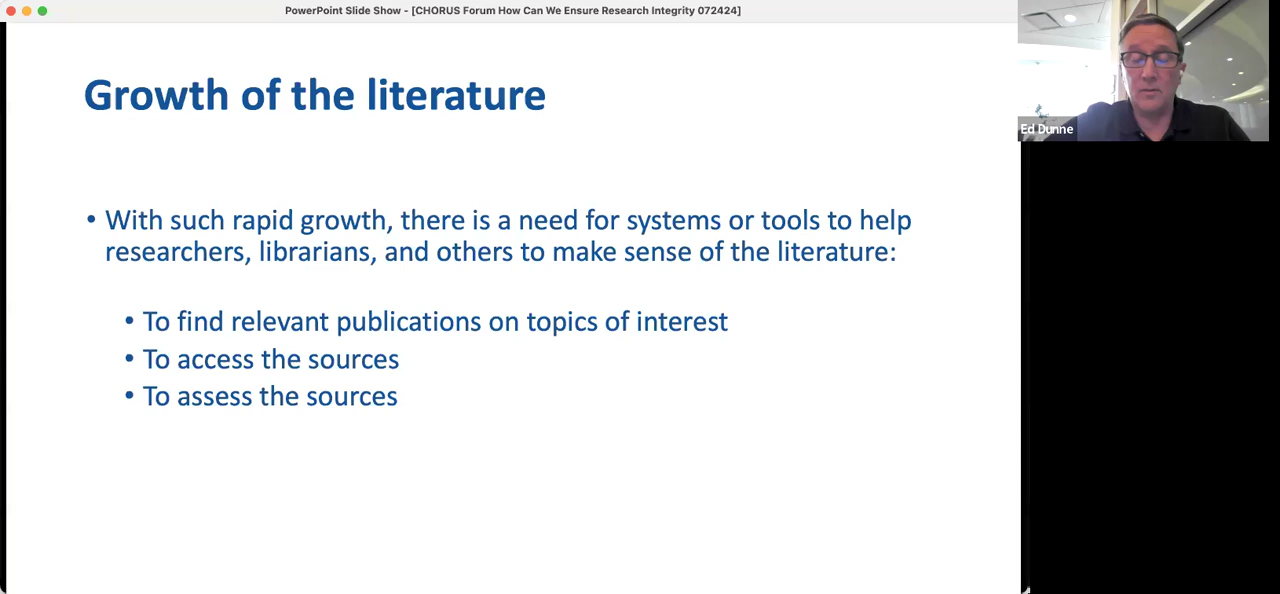 PowerPoint Slide Show - [CHORUS Forum How Can We Ensure Research Integrity 072424]
Ed Dunne
Growth of the literature
• With such rapid growth, there is a need for systems or tools to help
researchers, librarians, and others to make sense of the literature:
• To find relevant publications on topics of interest
• To access the sources
• To assess the sources